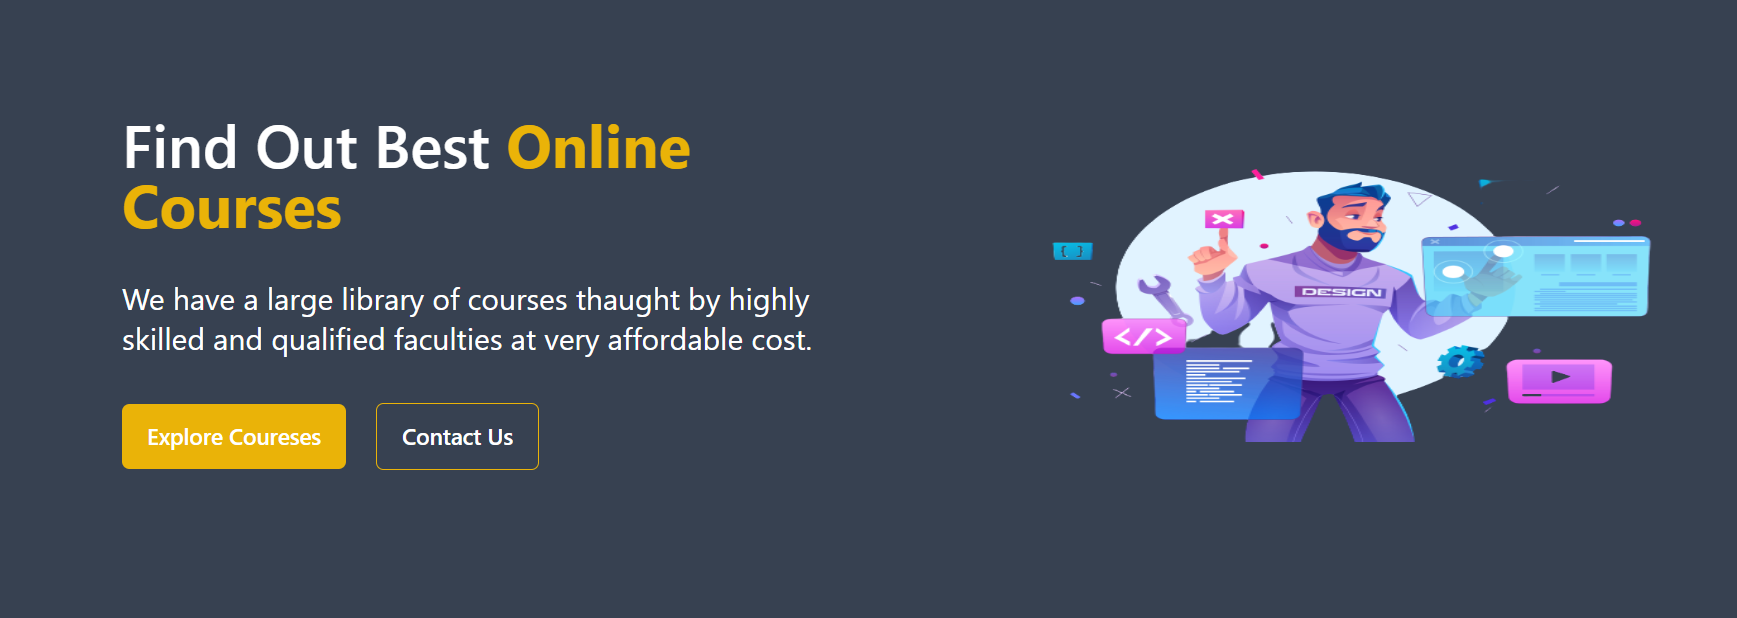 Find Out Best Online
Courses
We have a large library of courses thaught by highly
skilled and qualified faculties at very affordable cost.
Explore Coureses
Contact Us
DESIGN
{ }
</>